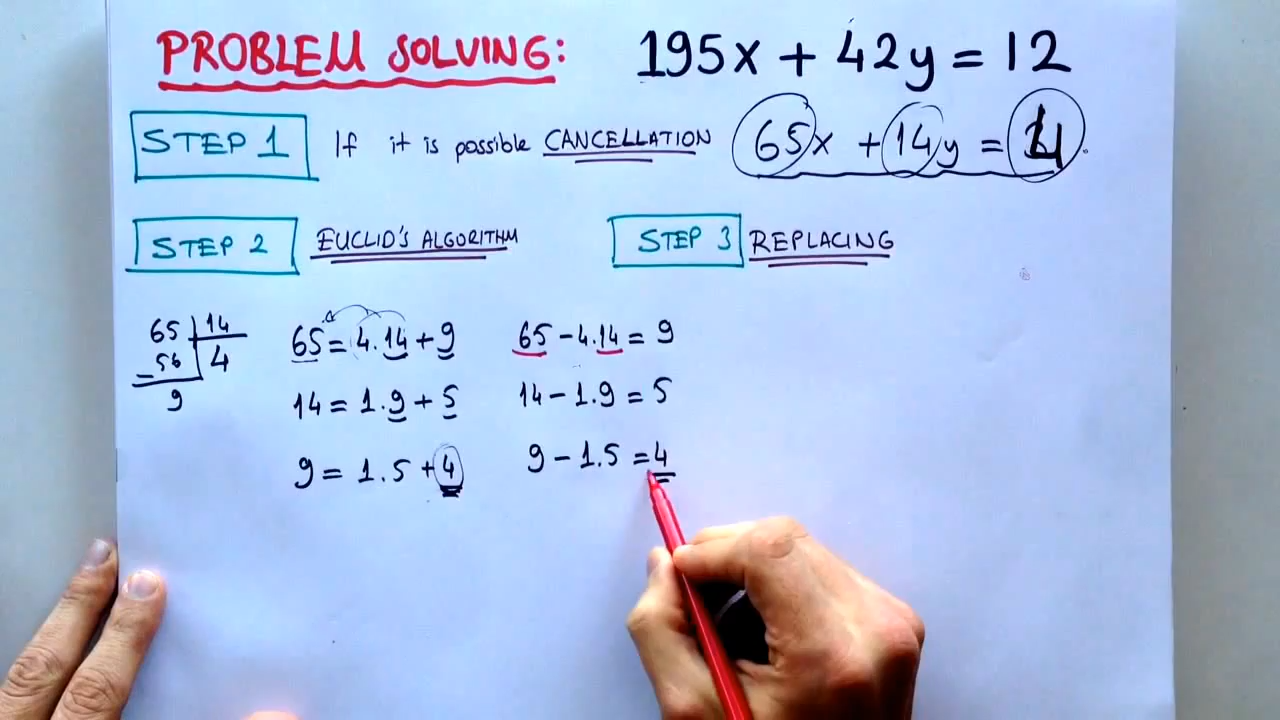 PROBLEM SOLVING: 195x + 42y = 12
STEP 1 If it is possible CANCELLATION 65x + 14y = 4
STEP 2 EUCLID'S ALGORITHM STEP 3 REPLACING
65 14
-56 4
9
65 = 4.14 + 9
14 = 1.9 + 5
9 = 1.5 + 4
65 - 4.14 = 9
14 - 1.9 = 5
9 - 1.5 = 4